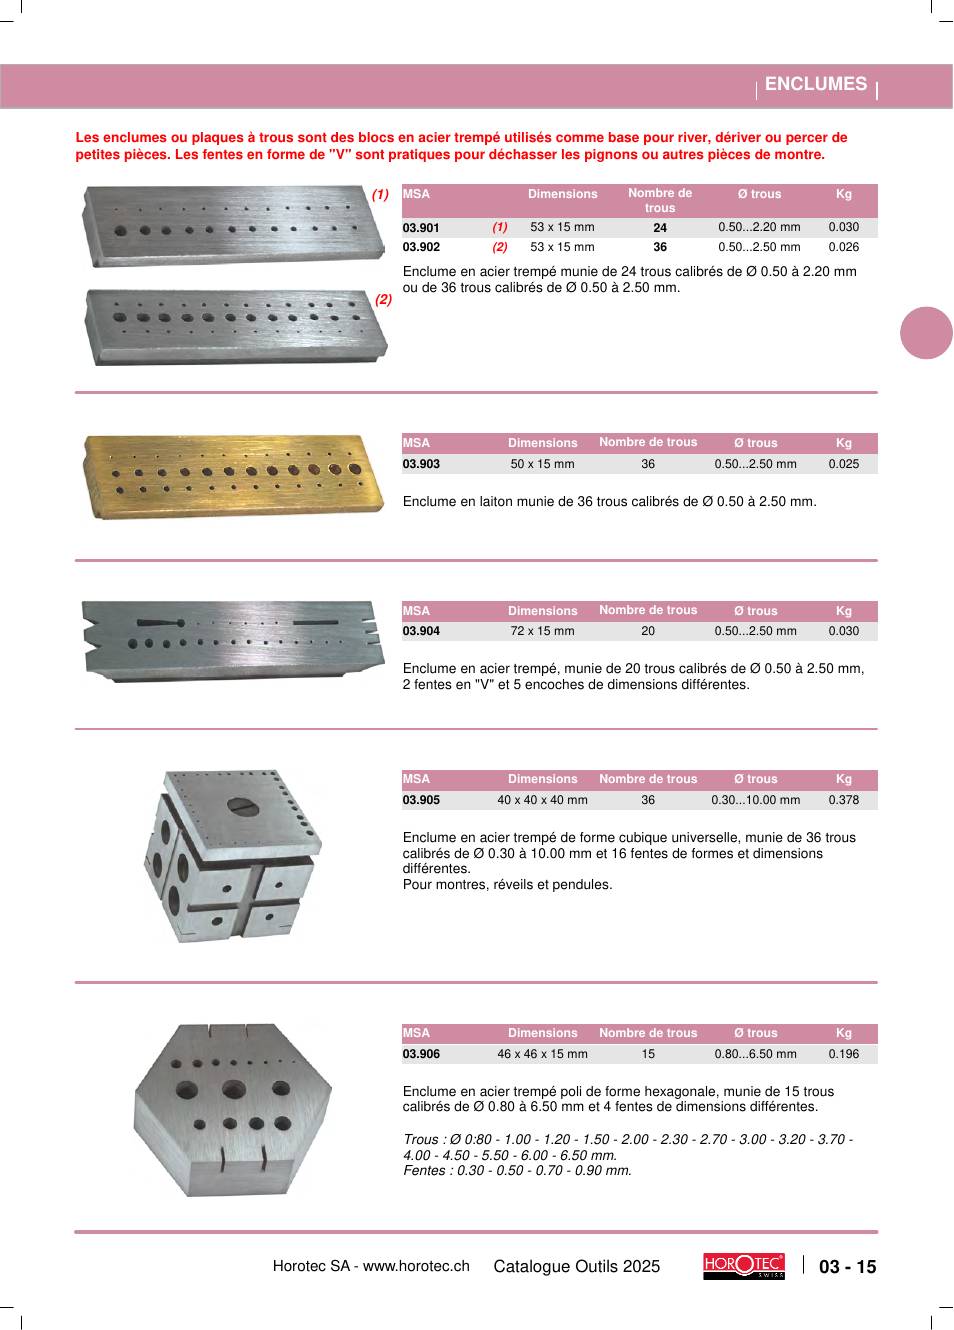 ENCLUMES
Les enclumes ou plaques à trous sont des blocs en acier trempé utilisés comme base pour river, dériver ou percer de
petites pièces. Les fentes en forme de "V" sont pratiques pour déchasser les pignons ou autres pièces de montre.
(1)
MSA Dimensions Nombre de trous Ø trous Kg
03.901 (1) 53 x 15 mm 24 0.50...2.20 mm 0.030
03.902 (2) 53 x 15 mm 36 0.50...2.50 mm 0.026
Enclume en acier trempé munie de 24 trous calibrés de Ø 0.50 à 2.20 mm
ou de 36 trous calibrés de Ø 0.50 à 2.50 mm.
(2)
MSA Dimensions Nombre de trous Ø trous Kg
03.903 50 x 15 mm 36 0.50...2.50 mm 0.025
Enclume en laiton munie de 36 trous calibrés de Ø 0.50 à 2.50 mm.
MSA Dimensions Nombre de trous Ø trous Kg
03.904 72 x 15 mm 20 0.50...2.50 mm 0.030
Enclume en acier trempé, munie de 20 trous calibrés de Ø 0.50 à 2.50 mm,
2 fentes en "V" et 5 encoches de dimensions différentes.
MSA Dimensions Nombre de trous Ø trous Kg
03.905 40 x 40 x 40 mm 36 0.30...10.00 mm 0.378
Enclume en acier trempé de forme cubique universelle, munie de 36 trous
calibrés de Ø 0.30 à 10.00 mm et 16 fentes de formes et dimensions
différentes.
Pour montres, réveils et pendules.
MSA Dimensions Nombre de trous Ø trous Kg
03.906 46 x 46 x 15 mm 15 0.80...6.50 mm 0.196
Enclume en acier trempé poli de forme hexagonale, munie de 15 trous
calibrés de Ø 0.80 à 6.50 mm et 4 fentes de dimensions différentes.
Trous : Ø 0:80 - 1.00 - 1.20 - 1.50 - 2.00 - 2.30 - 2.70 - 3.00 - 3.20 - 3.70 -
4.00 - 4.50 - 5.50 - 6.00 - 6.50 mm.
Fentes : 0.30 - 0.50 - 0.70 - 0.90 mm.
Horotec SA - www.horotec.ch Catalogue Outils 2025 HOROTEC® SWISS 03 - 15